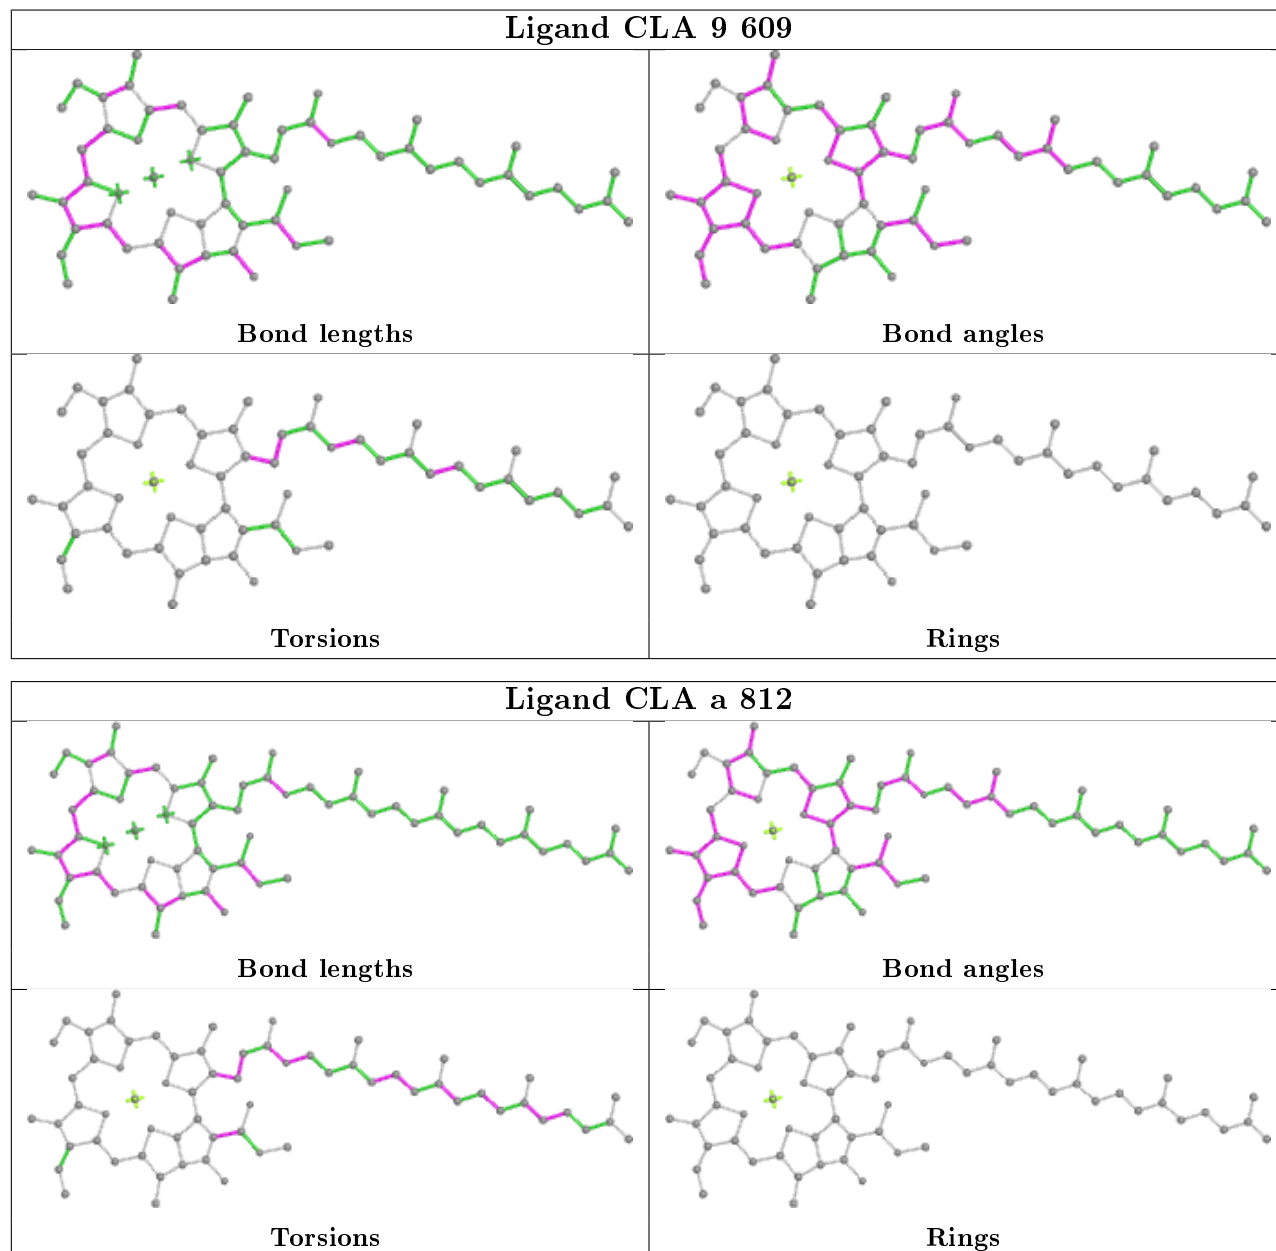 Ligand CLA 9 609
Bond lengths
Bond angles
Torsions
Rings
Ligand CLA a 812
Bond lengths
Bond angles
Torsions
Rings